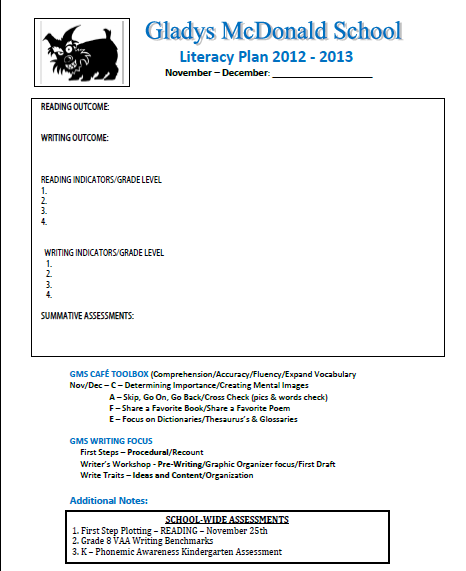 Gladys McDonald School
Literacy Plan 2012 - 2013
November – December: ____________________
READING OUTCOME:
WRITING OUTCOME:
READING INDICATORS/GRADE LEVEL
1.
2.
3.
4.
WRITING INDICATORS/GRADE LEVEL
1.
2.
3.
4.
SUMMATIVE ASSESSMENTS:
GMS CAFÉ TOOLBOX (Comprehension/Accuracy/Fluency/Expand Vocabulary
Nov/Dec – C – Determining Importance/Creating Mental Images
A – Skip, Go On, Go Back/Cross Check (pics & words check)
F – Share a Favorite Book/Share a Favorite Poem
E – Focus on Dictionaries/Thesaurus's & Glossaries
GMS WRITING FOCUS
First Steps – Procedural/Recount
Writer's Workshop - Pre-Writing/Graphic Organizer focus/First Draft
Write Traits – Ideas and Content/Organization
Additional Notes:
SCHOOL-WIDE ASSESSMENTS
1. First Step Plotting – READING – November 25th
2. Grade 8 VAA Writing Benchmarks
3. K – Phonemic Awareness Kindergarten Assessment